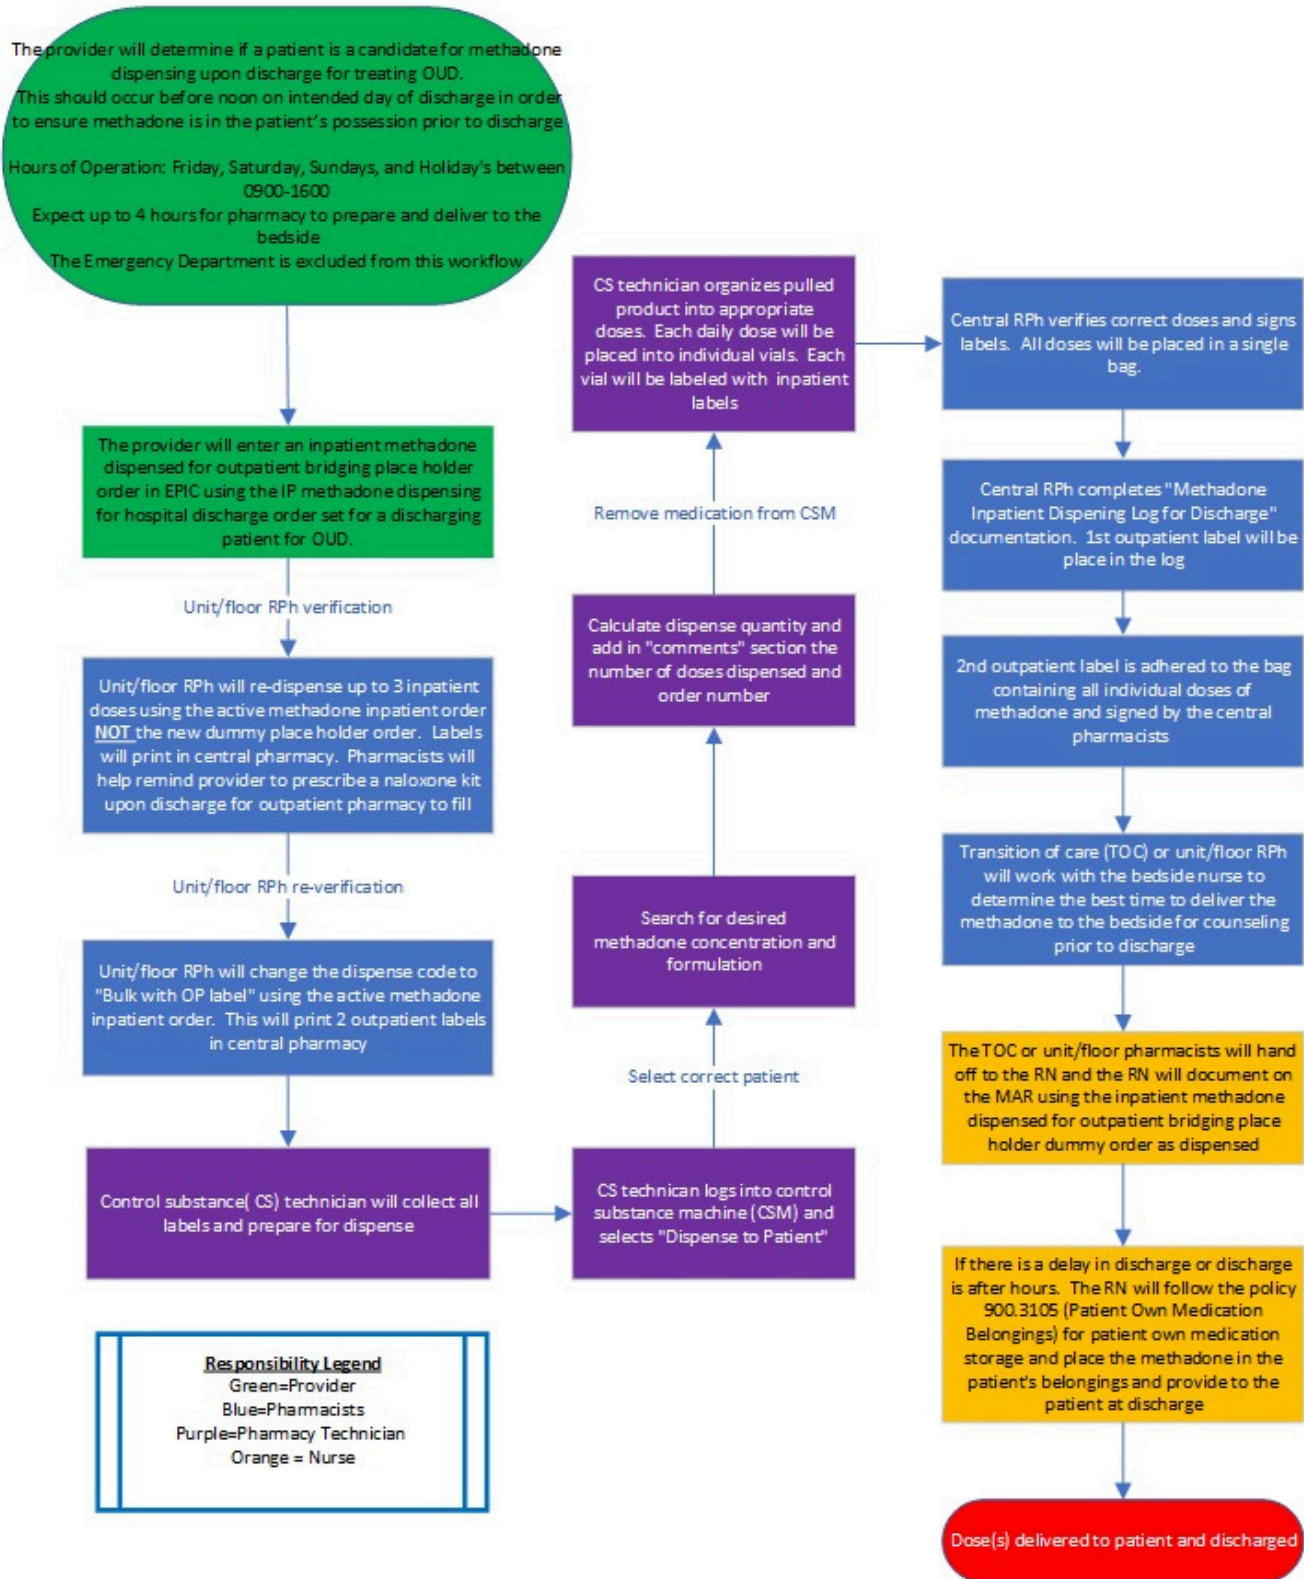 The provider will determine if a patient is a candidate for methadone
dispensing upon discharge for treating OUD.
This should occur before noon on intended day of discharge in order
to ensure methadone is in the patient's possession prior to discharge
Hours of Operation: Friday, Saturday, Sundays, and Holiday's between
0900-1600
Expect up to 4 hours for pharmacy to prepare and deliver to the
bedside
The Emergency Department is excluded from this workflow
The provider will enter an inpatient methadone
dispensed for outpatient bridging place holder
order in EPIC using the IP methadone dispensing
for hospital discharge order set for a discharging
patient for OUD.
Unit/floor RPh verification
Unit/floor RPh will re-dispense up to 3 inpatient
doses using the active methadone inpatient order
NOT the new dummy place holder order. Labels
will print in central pharmacy. Pharmacists will
help remind provider to prescribe a naloxone kit
upon discharge for outpatient pharmacy to fill
Unit/floor RPh re-verification
Unit/floor RPh will change the dispense code to
"Bulk with OP label" using the active methadone
inpatient order. This will print 2 outpatient labels
in central pharmacy
Control substance( CS) technician will collect all
labels and prepare for dispense
CS technican logs into control
substance machine (CSM) and
selects "Dispense to Patient"
Select correct patient
Search for desired
methadone concentration and
formulation
Calculate dispense quantity and
add in "comments" section the
number of doses dispensed and
order number
Remove medication from CSM
CS technician organizes pulled
product into appropriate
doses. Each daily dose will be
placed into individual vials. Each
vial will be labeled with inpatient
labels
Central RPh verifies correct doses and signs
labels. All doses will be placed in a single
bag.
Central RPh completes "Methadone
Inpatient Dispening Log for Discharge"
documentation. 1st outpatient label will be
place in the log
2nd outpatient label is adhered to the bag
containing all individual doses of
methadone and signed by the central
pharmacists
Transition of care (TOC) or unit/floor RPh
will work with the bedside nurse to
determine the best time to deliver the
methadone to the bedside for counseling
prior to discharge
The TOC or unit/floor pharmacists will hand
off to the RN and the RN will document on
the MAR using the inpatient methadone
dispensed for outpatient bridging place
holder dummy order as dispensed
If there is a delay in discharge or discharge
is after hours. The RN will follow the policy
900.3105 (Patient Own Medication
Belongings) for patient own medication
storage and place the methadone in the
patient's belongings and provide to the
patient at discharge
Dose(s) delivered to patient and discharged
Responsibility Legend
Green=Provider
Blue=Pharmacists
Purple=Pharmacy Technician
Orange = Nurse